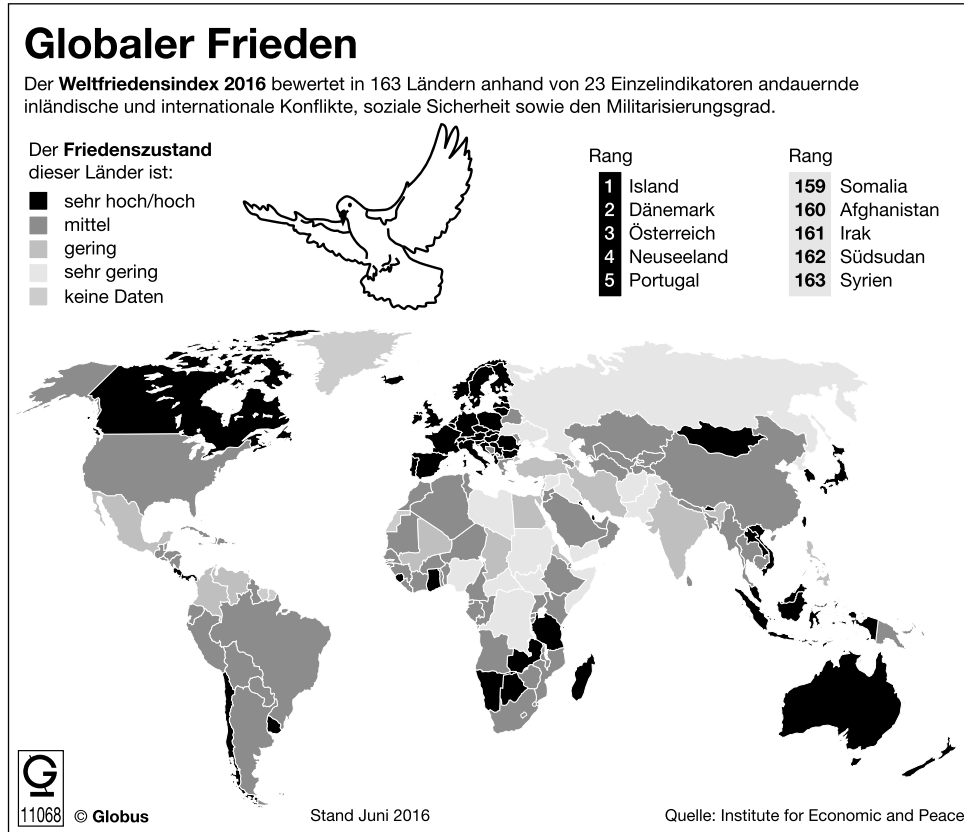 Globaler Frieden
Der Weltfriedensindex 2016 bewertet in 163 Ländern anhand von 23 Einzelindikatoren andauernde
inländische und internationale Konflikte, soziale Sicherheit sowie den Militarisierungsgrad.
Der Friedenszustand
dieser Länder ist:
sehr hoch/hoch
mittel
gering
sehr gering
keine Daten
Rang
1 Island
2 Dänemark
3 Österreich
4 Neuseeland
5 Portugal
Rang
159 Somalia
160 Afghanistan
161 Irak
162 Südsudan
163 Syrien
G
11068
© Globus
Stand Juni 2016
Quelle: Institute for Economic and Peace